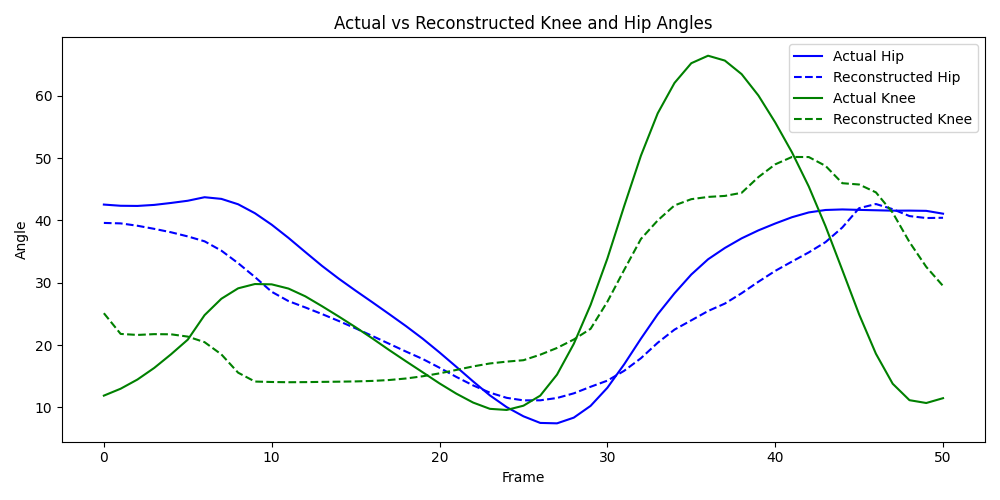 Actual vs Reconstructed Knee and Hip Angles
Actual Hip
Reconstructed Hip
Actual Knee
Reconstructed Knee
Angle
60
50
40
30
20
10
0 10 20 30 40 50
Frame